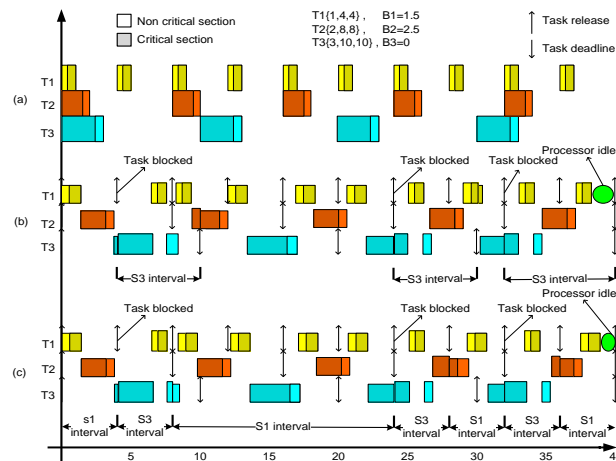 Non critical section
Critical section
T1{1,4,4} , B1=1.5
T2{2,8,8} , B2=2.5
T3{3,10,10} , B3=0
Task release
Task deadline
T1
(a)
T2
T3
Task blocked
Task blocked
Task blocked
Processor idle
T1
(b)
T2
T3
S3 interval
S3 interval
S3 interval
Task blocked
Task blocked
Task blocked
Processor idle
T1
(c)
T2
T3
s1 interval
S3 interval
S1 interval
S3 interval
S1 interval
S3 interval
S1 interval
5
10
15
20
25
30
35
4